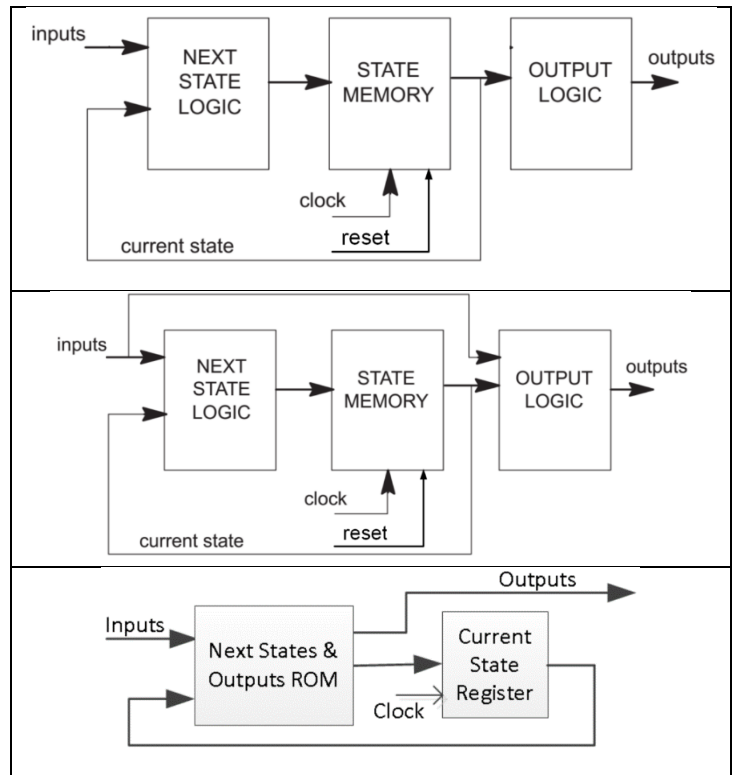 inputs
NEXT
STATE
LOGIC
STATE
MEMORY
OUTPUT
LOGIC
outputs
clock
reset
current state
inputs
NEXT
STATE
LOGIC
STATE
MEMORY
OUTPUT
LOGIC
outputs
clock
reset
current state
Outputs
Inputs
Next States &
Outputs ROM
Current
State
Register
Clock